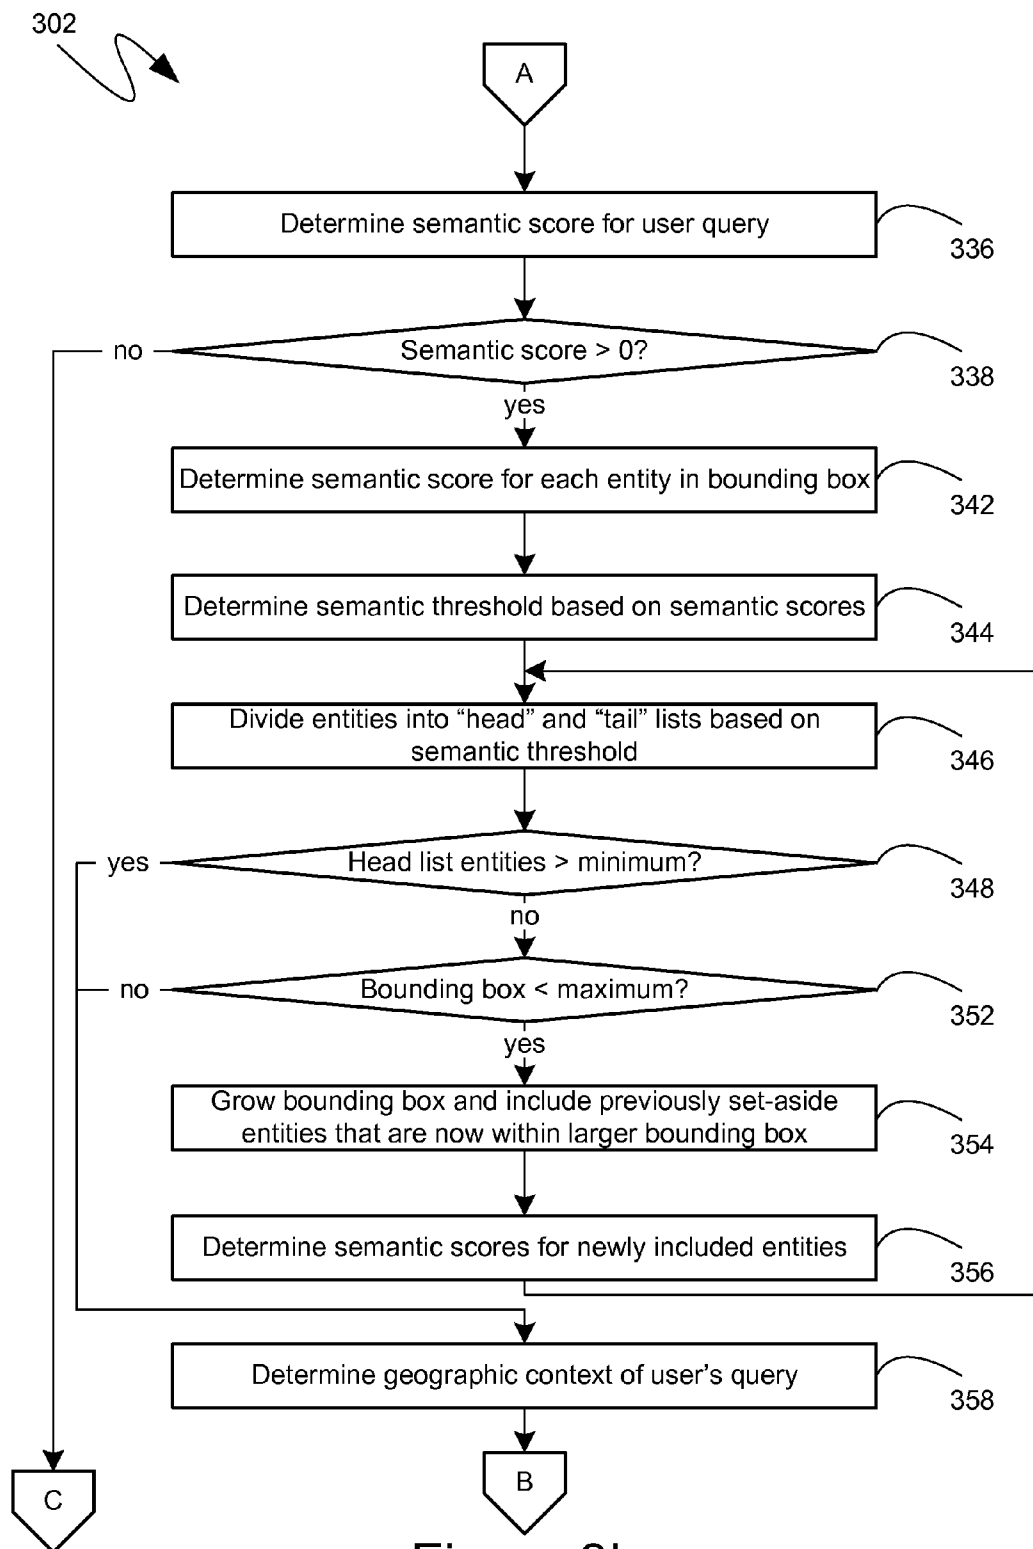 302
A
Determine semantic score for user query
336
no
Semantic score > 0?
338
yes
Determine semantic score for each entity in bounding box
342
Determine semantic threshold based on semantic scores
344
Divide entities into “head” and “tail” lists based on
semantic threshold
346
yes
Head list entities > minimum?
348
no
no
Bounding box < maximum?
352
yes
Grow bounding box and include previously set-aside
entities that are now within larger bounding box
354
Determine semantic scores for newly included entities
356
Determine geographic context of user’s query
358
C
B